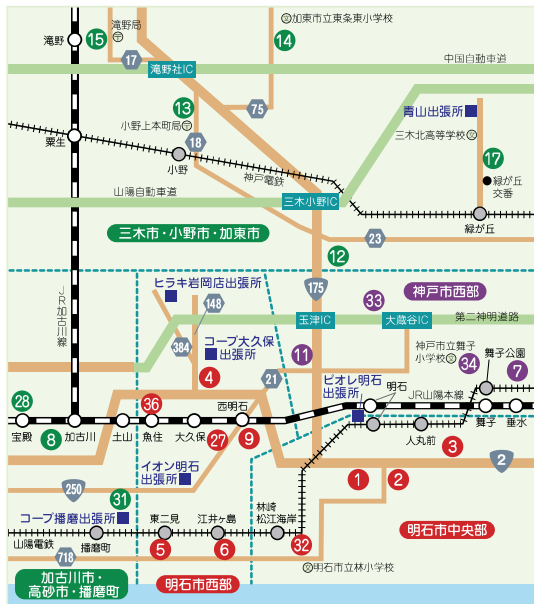 滝野局
加東市立東条東小学校
15
14
滝野
17
中国自動車道
滝野社IC
13
75
青山出張所
小野上本町局
18
三木北高等学校
粟生
小野
17
神戸電鉄
緑が丘
交番
山陽自動車道
三木小野IC
緑が丘
三木市・小野市・加東市
23
12
ヒラキ岩岡店出張所
175
神戸市西部
148
33
JR加古川線
玉津IC
大蔵谷IC
第二神明道路
コープ大久保
出張所
384
11
神戸市立舞子
小学校
舞子公園
34
7
4
21
ピオレ明石
出張所
明石
JR山陽本線
28
36
西明石
宝殿
8
加古川
土山
魚住
大久保
27
9
人丸前
舞子
垂水
3
イオン明石
出張所
2
250
1
2
31
コープ播磨出張所
東二見
江井ヶ島
林崎
松江海岸
山陽電鉄
播磨町
5
6
32
明石市中央部
718
加古川市・
高砂市・播磨町
明石市西部
明石市立林小学校